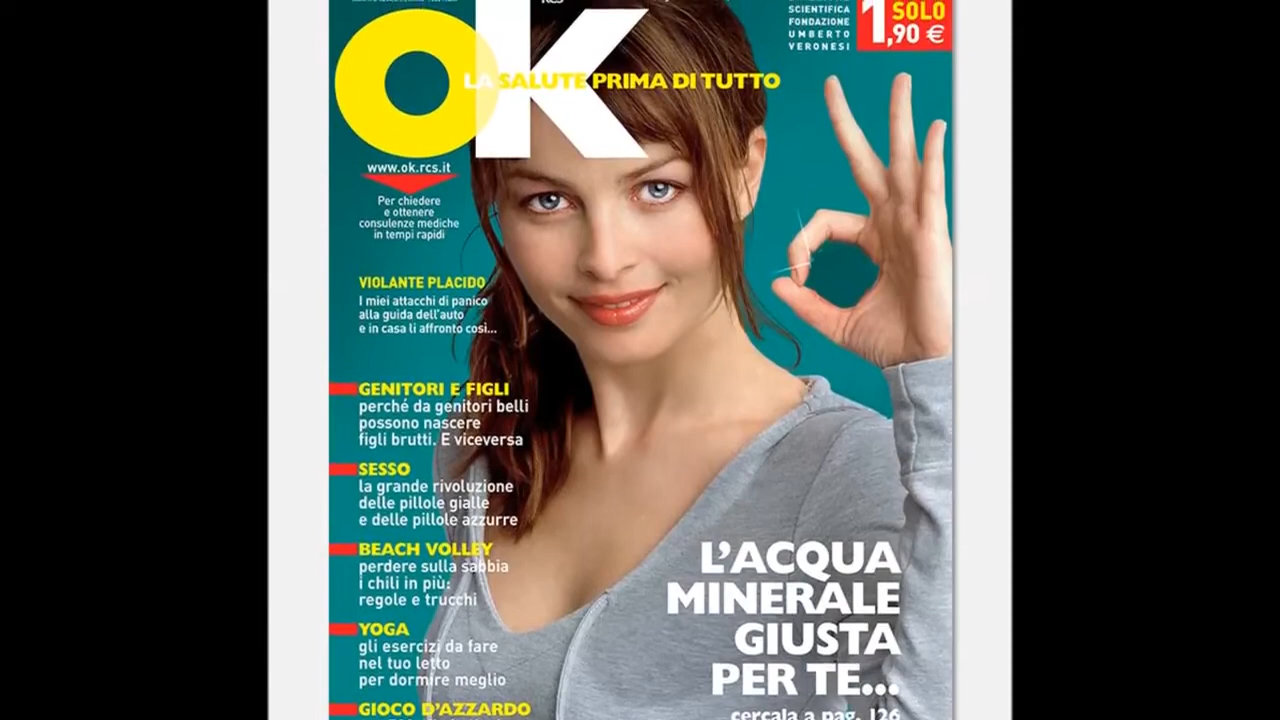 ok
LA SALUTE PRIMA DI TUTTO
SCIENTIFICA
FONDAZIONE
UMBERTO
VERONESI
SOLO
1,90 €
www.ok.rcs.it
Per chiedere
e ottenere
consulenze mediche
in tempi rapidi
VIOLANTE PLACIDO
I miei attacchi di panico
alla guida dell'auto
e in casa li affronto così...
GENITORI E FIGLI
perché da genitori belli
possono nascere
figli brutti. E viceversa
SESSO
la grande rivoluzione
delle pillole gialle
e delle pillole azzurre
BEACH VOLLEY
perdere sulla sabbia
i chili in più:
regole e trucchi
YOGA
gli esercizi da fare
nel tuo letto
per dormire meglio
GIOCO D'AZZARDO
L'ACQUA
MINERALE
GIUSTA
PER TE...
cercala a pag. 126